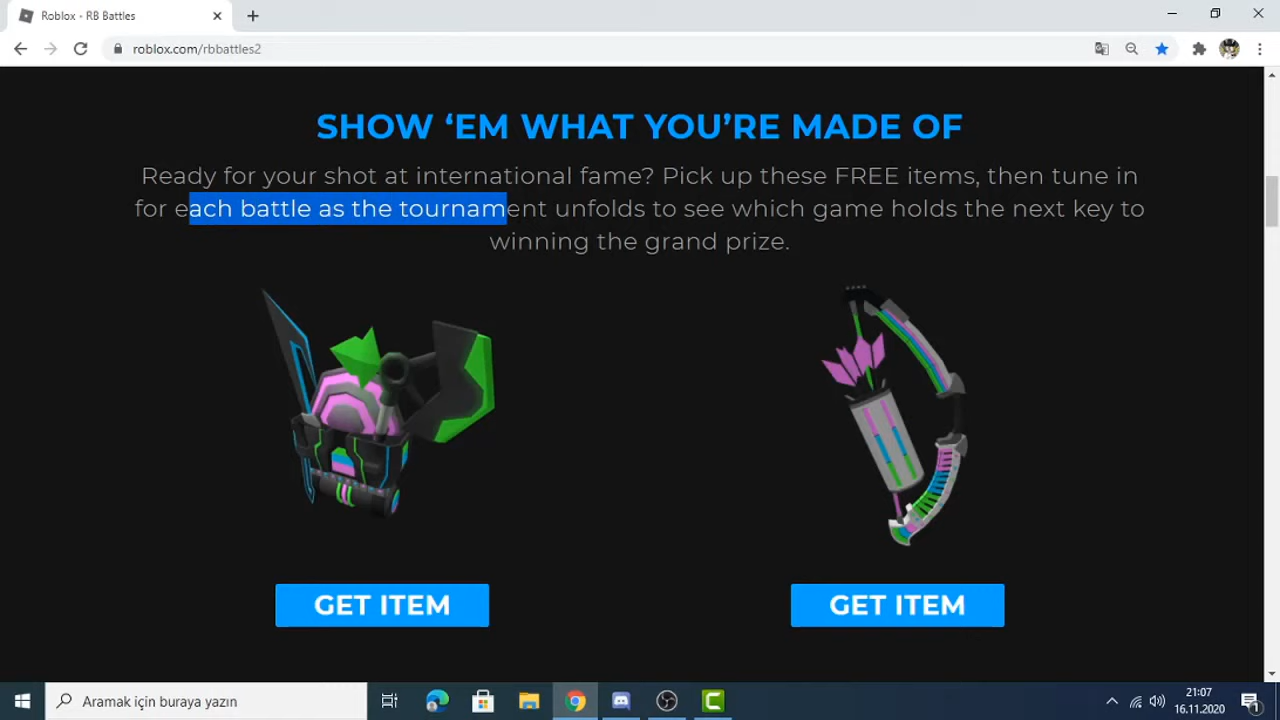 Roblox - RB Battles
roblox.com/rbbattles2
SHOW ‘EM WHAT YOU’RE MADE OF
Ready for your shot at international fame? Pick up these FREE items, then tune in
for each battle as the tournament unfolds to see which game holds the next key to
winning the grand prize.
GET ITEM
GET ITEM
Aramak için buraya yazın
21:07
16.11.2020
1